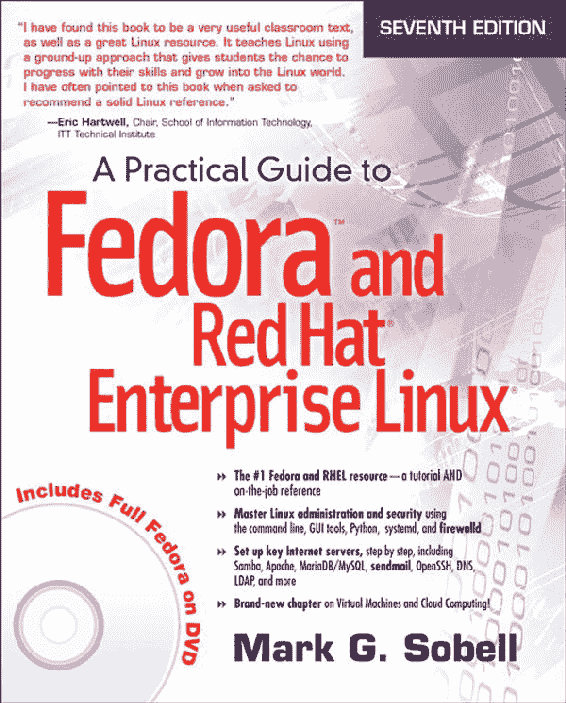 "I have found this book to be a very useful classroom text,
as well as a great Linux resource. It teaches Linux using
a ground-up approach that gives students the chance to
progress with their skills and grow into the Linux world.
I have often pointed to this book when asked to
recommend a solid Linux reference."
—Eric Hartwell, Chair, School of Information Technology,
ITT Technical Institute
SEVENTH EDITION
A Practical Guide to
Fedora™ and
Red Hat®
Enterprise Linux®
›› The #1 Fedora and RHEL resource—a tutorial AND
on-the-job reference
›› Master Linux administration and security using
the command line, GUI tools, Python, systemd, and firewalld
›› Set up key Internet servers, step by step, including
Samba, Apache, MariaDB/MySQL, sendmail, OpenSSH, DNS,
LDAP, and more
›› Brand-new chapter on Virtual Machines and Cloud Computing!
Includes Full Fedora on DVD
Mark G. Sobell